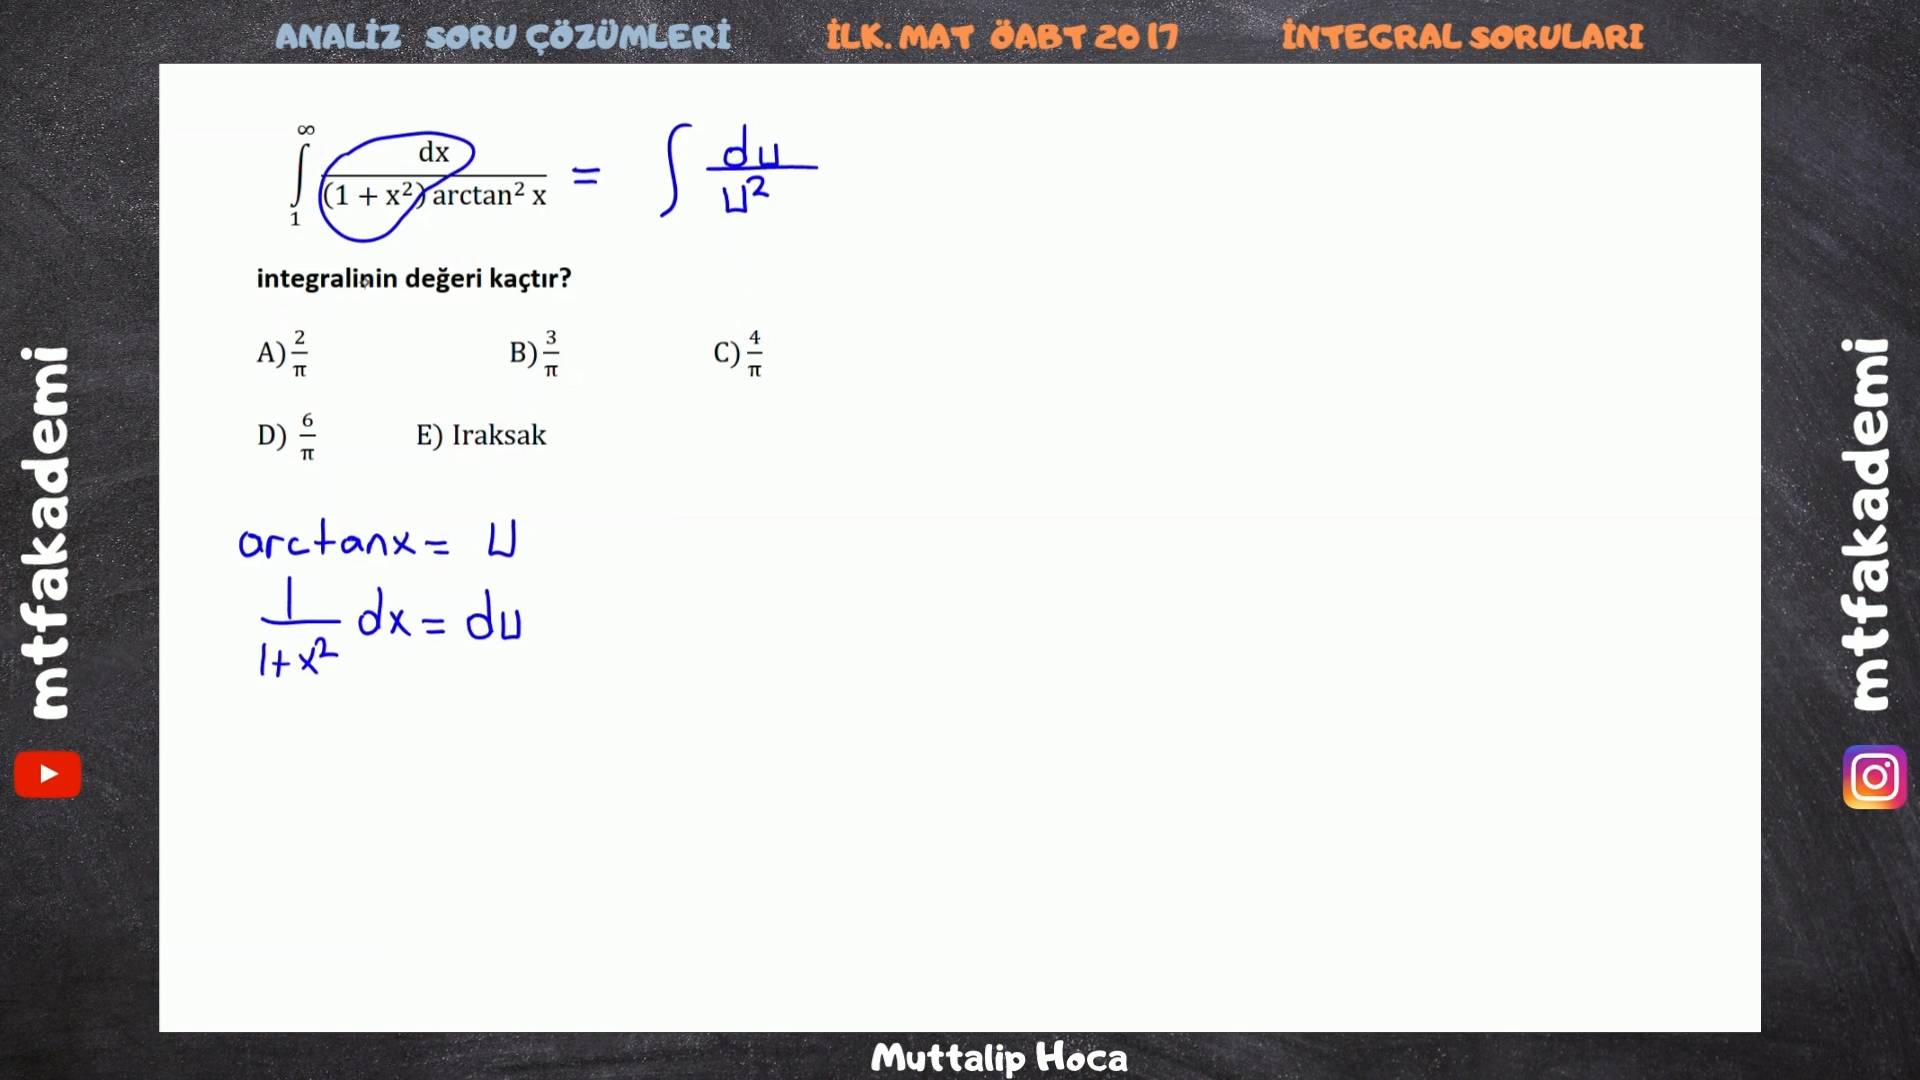 ANALİZ SORU ÇÖZÜMLERİ İLK. MAT ÖABT 2017 İNTEGRAL SORULARI
∞
∫ dx / (1 + x²) arctan² x = ∫ du / u²
1
integralinin değeri kaçtır?
A) 2/π B) 3/π C) 4/π
D) 6/π E) Iraksak
arctanx = u
1/(1+x²) dx = du
mtfakademi
mtfakademi
Muttalip Hoca